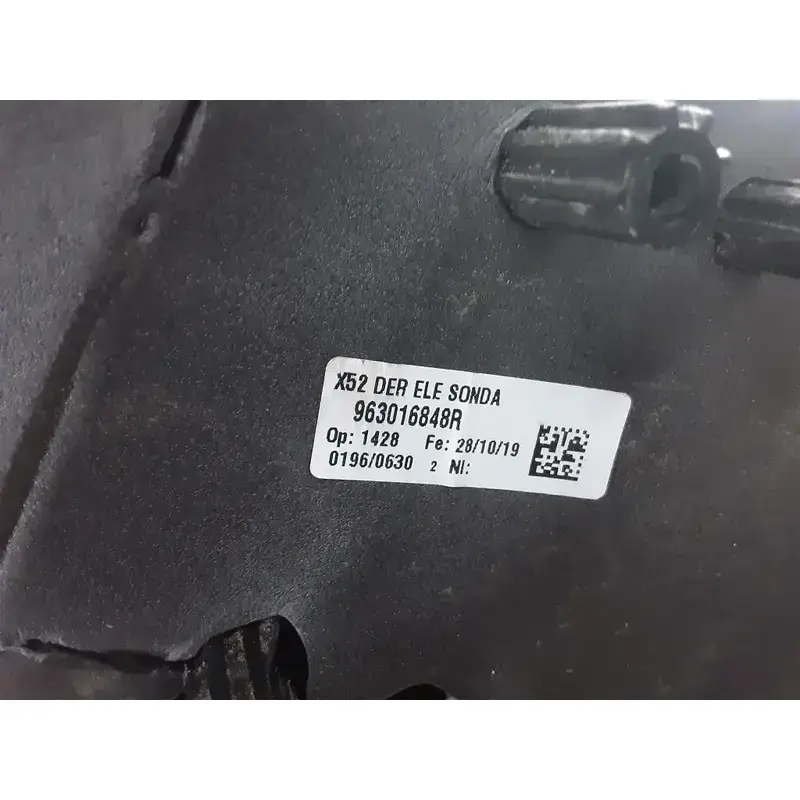 X52 DER ELE SONDA
963016848R
Op: 1428 Fe: 28/10/19
0196/0630 2 NI: